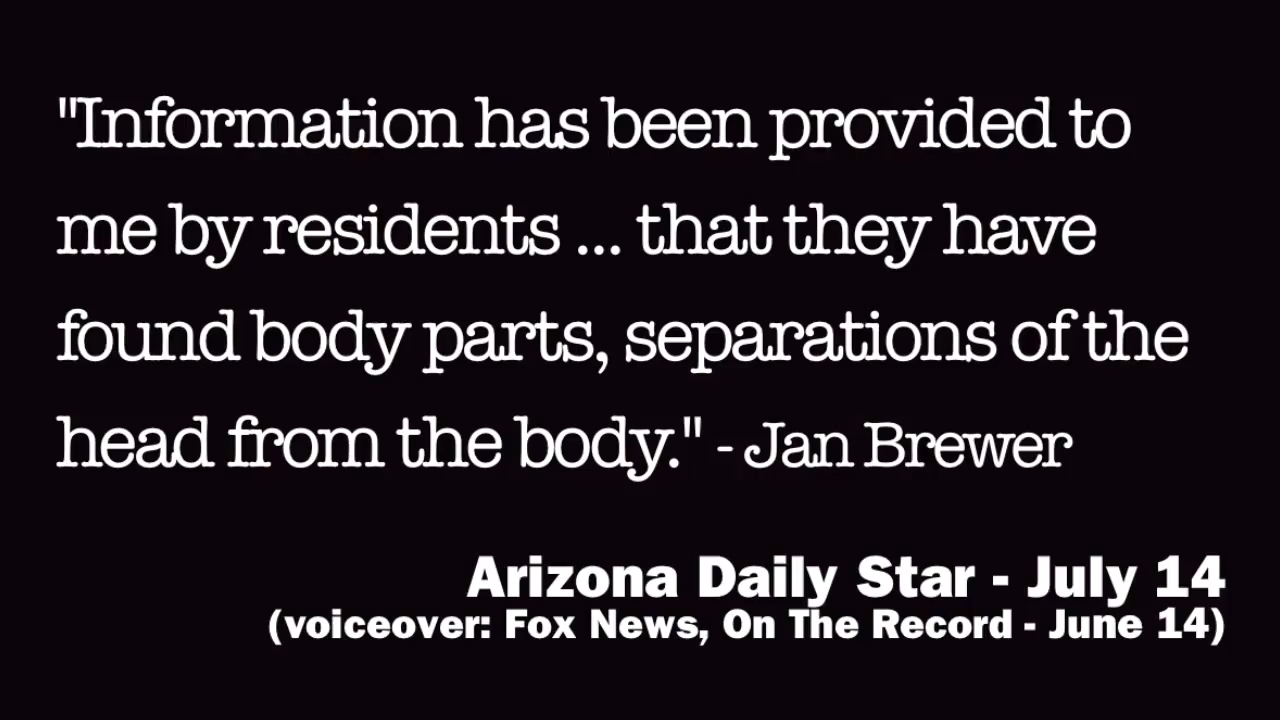 "Information has been provided to
me by residents ... that they have
found body parts, separations of the
head from the body." - Jan Brewer
Arizona Daily Star - July 14
(voiceover: Fox News, On The Record - June 14)